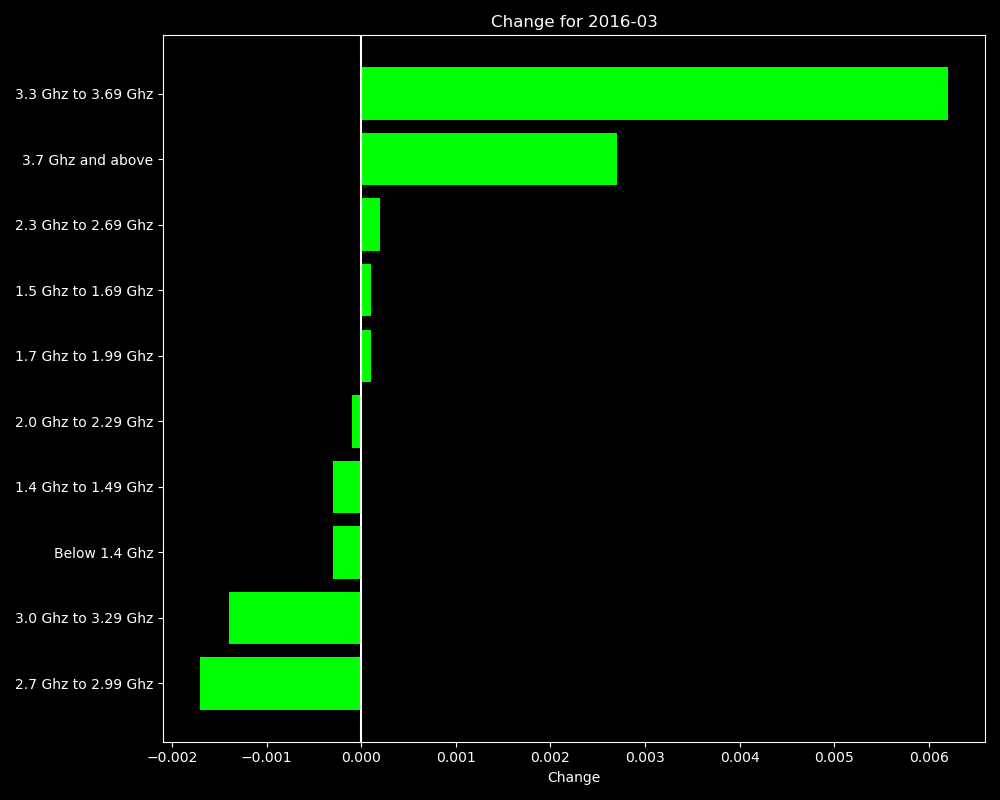 Change for 2016-03
3.3 Ghz to 3.69 Ghz
3.7 Ghz and above
2.3 Ghz to 2.69 Ghz
1.5 Ghz to 1.69 Ghz
1.7 Ghz to 1.99 Ghz
2.0 Ghz to 2.29 Ghz
1.4 Ghz to 1.49 Ghz
Below 1.4 Ghz
3.0 Ghz to 3.29 Ghz
2.7 Ghz to 2.99 Ghz
−0.002 −0.001 0.000 0.001 0.002 0.003 0.004 0.005 0.006
Change